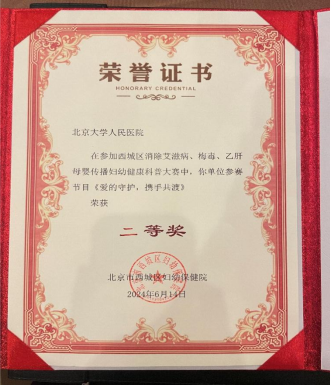 荣誉证书
HONORARY CREDENTIAL
北京大学人民医院
在参加西城区消除艾滋病、梅毒、乙肝
母婴传播妇幼健康科普大赛中，你单位参赛
节目《爱的守护，携手共渡》
荣获
二等奖
北京市西城区妇幼保健院
2024年6月14日